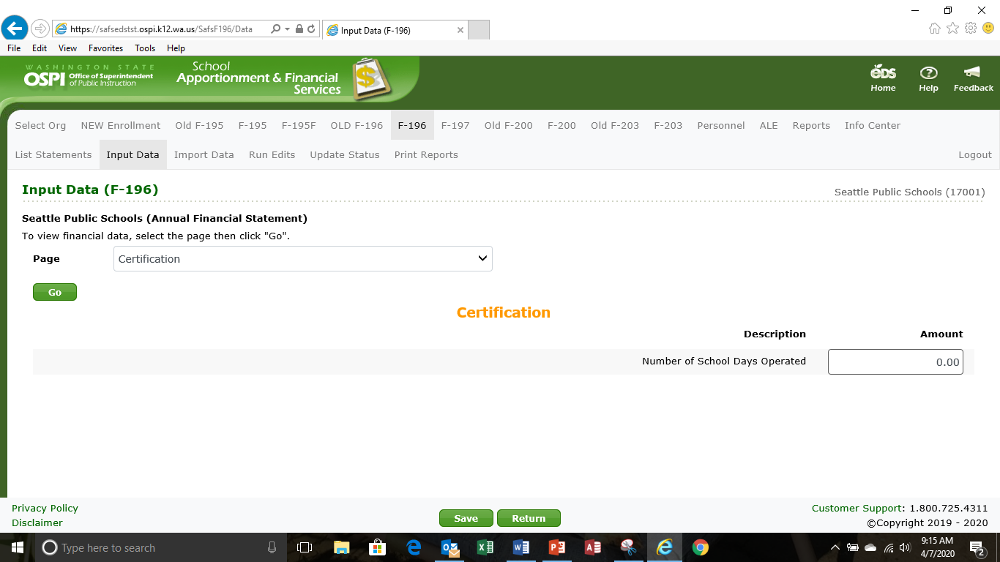 https://safsedstst.ospi.k12.wa.us/SafsF196/Data
Input Data (F-196)
File Edit View Favorites Tools Help
WASHINGTON STATE
OSPI Office of Superintendent
of Public Instruction
School
Apportionment & Financial
Services
$
eds
Home Help Feedback
Select Org NEW Enrollment Old F-195 F-195 F-195F OLD F-196 F-196 F-197 Old F-200 F-200 Old F-203 F-203 Personnel ALE Reports Info Center
List Statements Input Data Import Data Run Edits Update Status Print Reports Logout
Input Data (F-196)
Seattle Public Schools (17001)
Seattle Public Schools (Annual Financial Statement)
To view financial data, select the page then click "Go".
Page Certification
Go
Certification
Description Amount
Number of School Days Operated 0.00
Privacy Policy
Disclaimer
Save Return
Customer Support: 1.800.725.4311
©Copyright 2019 - 2020
Type here to search
9:15 AM
4/7/2020
2